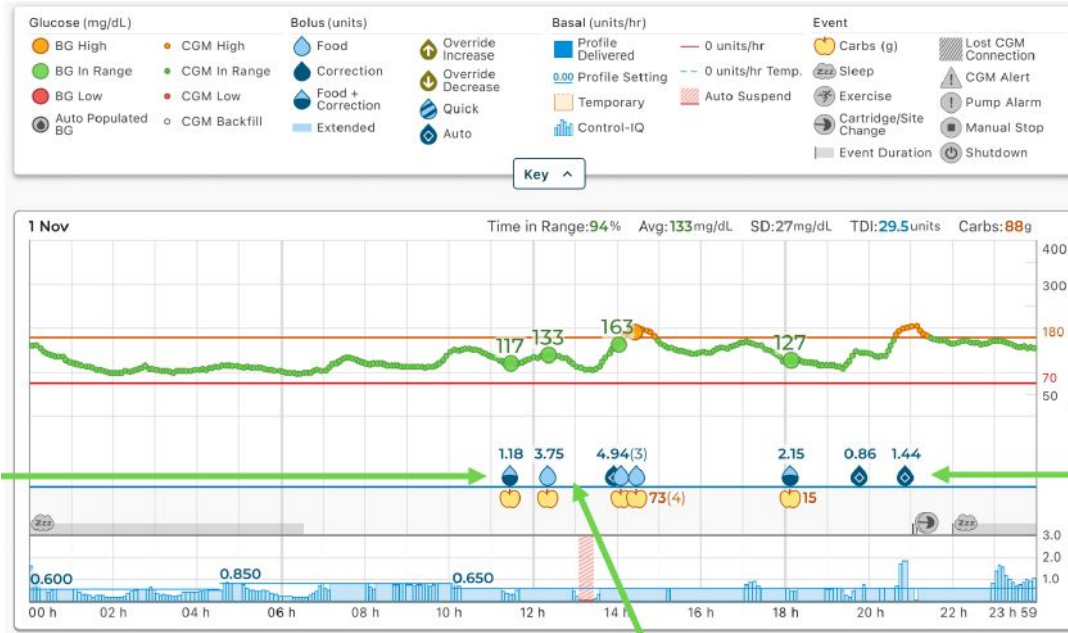 Glucose (mg/dL)
BG High
CGM High
BG In Range
CGM In Range
BG Low
CGM Low
Auto Populated
BG
CGM Backfill
Bolus (units)
Food
Override
Increase
Correction
Override
Decrease
Food +
Correction
Quick
Extended
Auto
Basal (units/hr)
Profile
Delivered
0 units/hr
0.00 Profile Setting
0 units/hr Temp.
Temporary
Auto Suspend
Control-IQ
Event
Carbs (g)
Lost CGM
Connection
Zzz Sleep
CGM Alert
Exercise
Pump Alarm
Cartridge/Site
Change
Manual Stop
Event Duration
Shutdown
Key
1 Nov
Time in Range:94% Avg:133mg/dL SD:27mg/dL TDI:29.5units Carbs:88g
400
300
180
70
50
117 133 163 127
1.18 3.75 4.94(3) 2.15 0.86 1.44
73(4) 15
Zzz Zzz
3.0
2.0
1.0
0.600 0.850 0.650
00 h 02 h 04 h 06 h 08 h 10 h 12 h 14 h 16 h 18 h 20 h 22 h 23 h 59